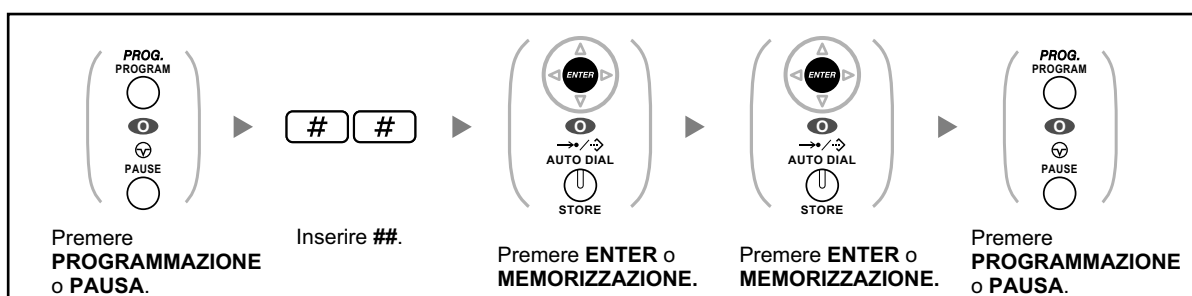 PROG.
PROGRAM
O
PAUSE
Premere
PROGRAMMAZIONE
o PAUSA.
# #
Inserire ##.
ENTER
O
AUTO DIAL
STORE
Premere ENTER o
MEMORIZZAZIONE.
ENTER
O
AUTO DIAL
STORE
Premere ENTER o
MEMORIZZAZIONE.
PROG.
PROGRAM
O
PAUSE
Premere
PROGRAMMAZIONE
o PAUSA.